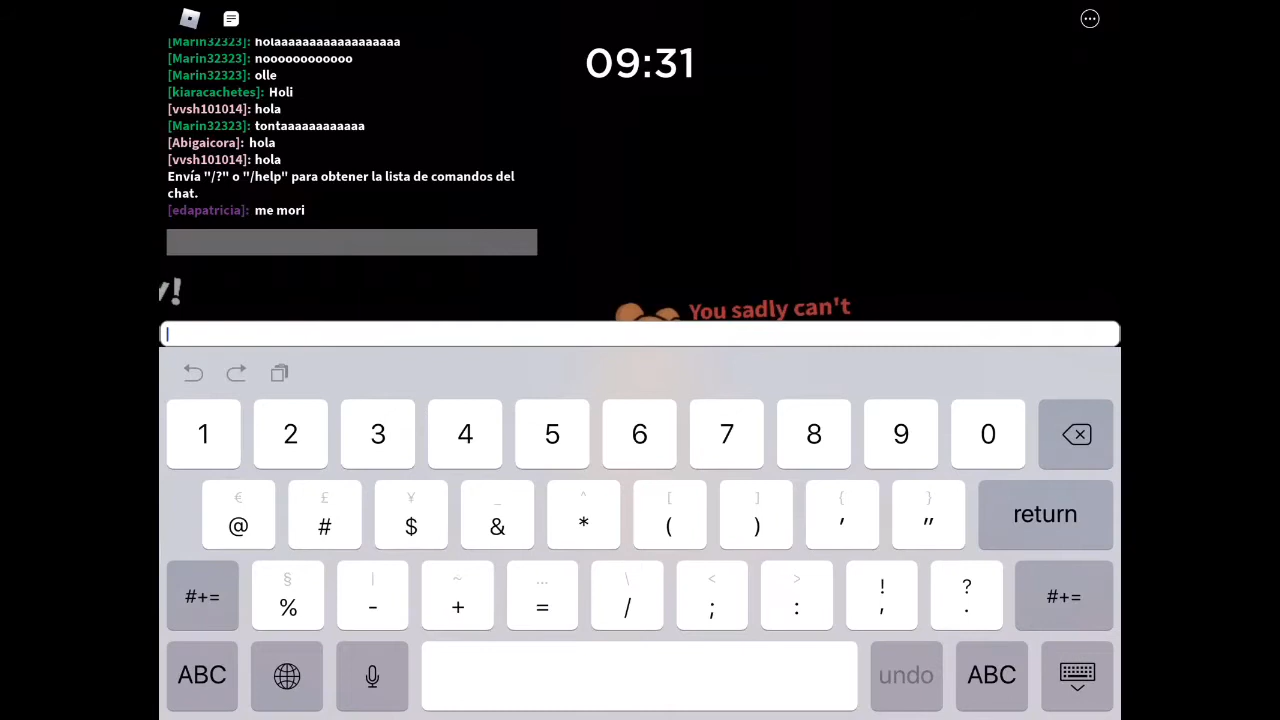 [Marin32323]: holaaaaaaaaaaaaaaaaaa
09:31
[Marin32323]: noooooooooooo
[Marin32323]: olle
[kiaracachetes]: Holi
[vvsh101014]: hola
[Marin32323]: tontaaaaaaaaaaaa
[Abigaicora]: hola
[vvsh101014]: hola
Envía "/?" o "/help" para obtener la lista de comandos del
chat.
[edapatricia]: me mori
y!
You sadly can't
1 2 3 4 5 6 7 8 9 0
€ £ ¥ _ ^ [ ] { }
@ # $ & * ( ) ' "
return
§ | ~ … \ < > ! ?
#+= % - + = / ; : , . #+=
ABC undo ABC